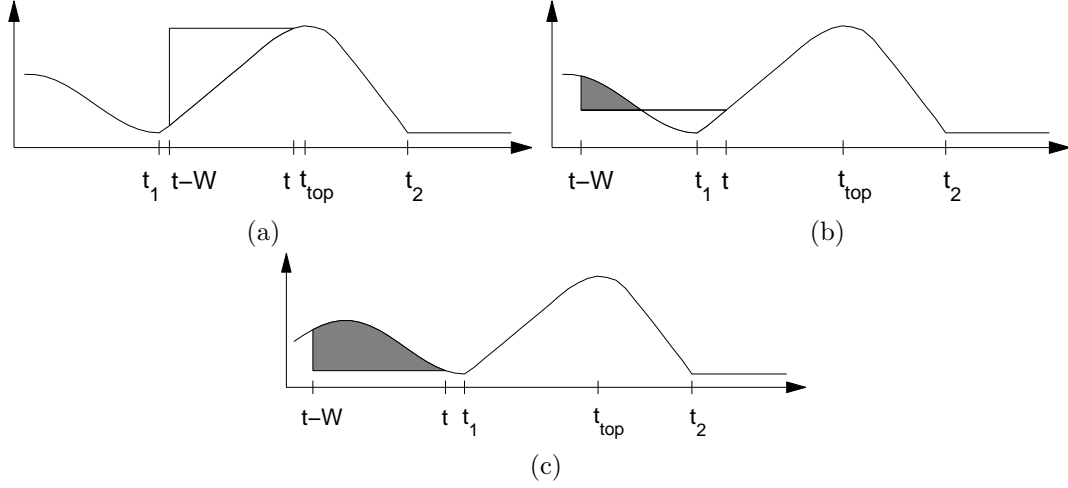 t1 t−W t ttop t2
(a)
t−W t1 t ttop t2
(b)
t−W t t1 ttop t2
(c)